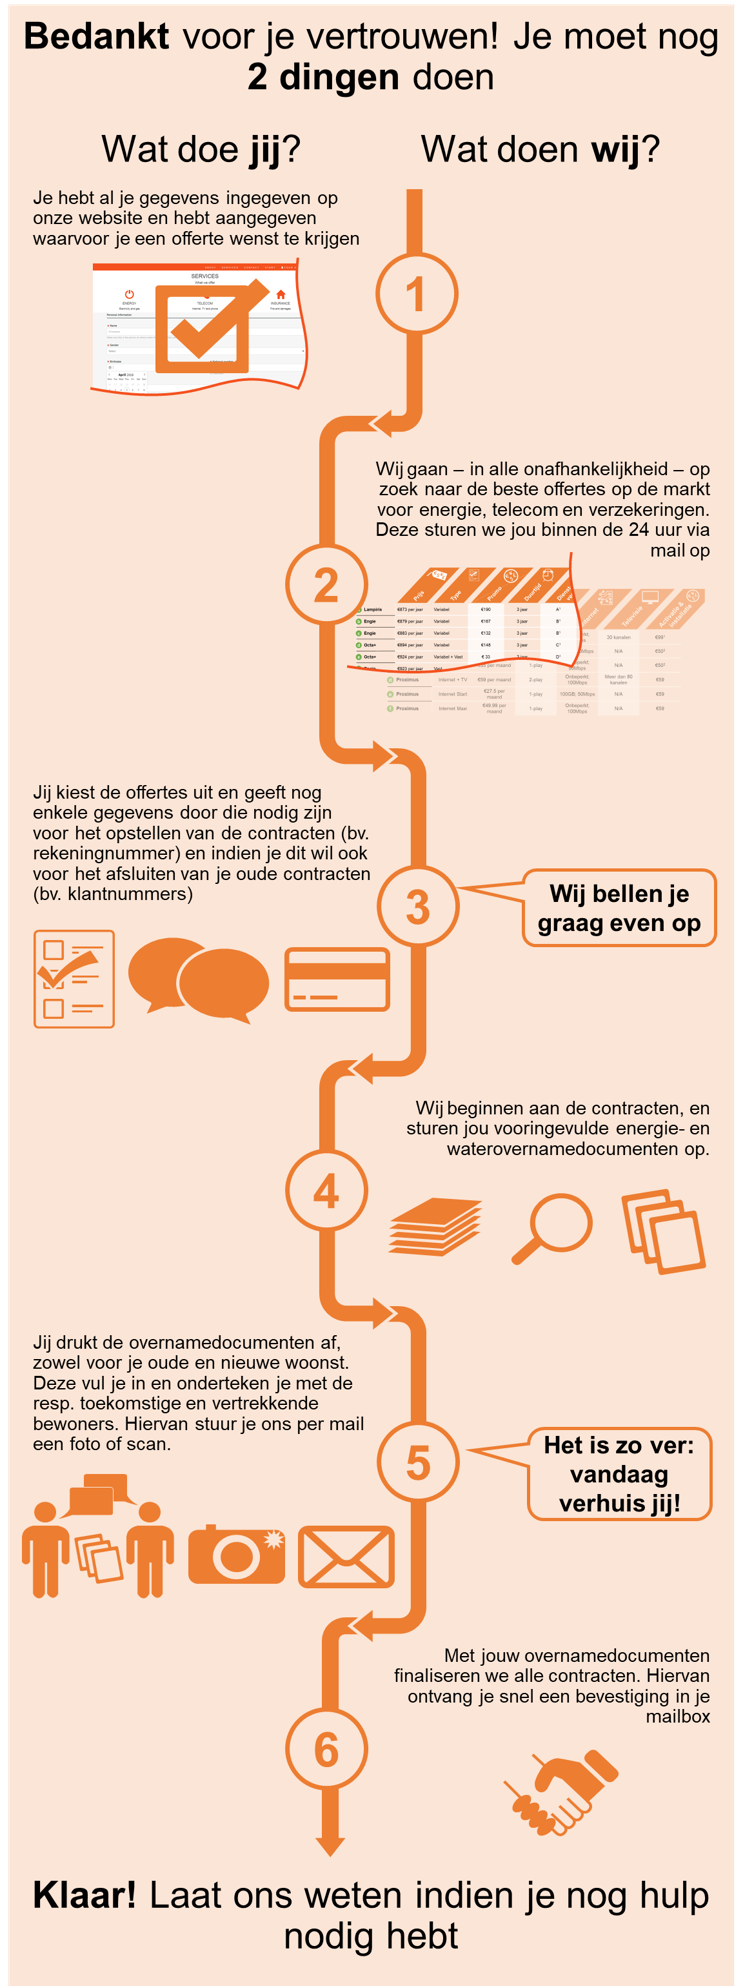 Bedankt voor je vertrouwen! Je moet nog
2 dingen doen
Wat doe jij?
Wat doen wij?
Je hebt al je gegevens ingegeven op
onze website en hebt aangegeven
waarvoor je een offerte wenst te krijgen
SERVICES
ENERGY
TELECOM
INSURANCE
1
Wij gaan – in alle onafhankelijkheid – op
zoek naar de beste offertes op de markt
voor energie, telecom en verzekeringen.
Deze sturen we jou binnen de 24 uur via
mail op
2
Prijs Type Promo Duurtijd
Lampiris €873 per jaar Variabel €190 3 jaar
Engie €879 per jaar Variabel €167 3 jaar
Engie €883 per jaar Variabel €132 3 jaar
Octa+ €894 per jaar Variabel €148 3 jaar
Octa+ €924 per jaar Variabel + Vast € 33 3 jaar
Proximus Internet + TV €59 per maand 2-play Onbeperkt, 100Mbps Meer dan 80 kanalen €59
Proximus Internet Start €27.5 per maand 1-play 100GB, 50Mbps N/A €59
Proximus Internet Maxi €46.99 per maand 1-play Onbeperkt, 100Mbps N/A €59
Jij kiest de offertes uit en geeft nog
enkele gegevens door die nodig zijn
voor het opstellen van de contracten (bv.
rekeningnummer) en indien je dit wil ook
voor het afsluiten van je oude contracten
(bv. klantnummers)
3
Wij bellen je
graag even op
Wij beginnen aan de contracten, en
sturen jou vooringevulde energie- en
waterovernamedocumenten op.
4
Jij drukt de overnamedocumenten af,
zowel voor je oude en nieuwe woonst.
Deze vul je in en onderteken je met de
resp. toekomstige en vertrekkende
bewoners. Hiervan stuur je ons per mail
een foto of scan.
5
Het is zo ver:
vandaag
verhuis jij!
Met jouw overnamedocumenten
finaliseren we alle contracten. Hiervan
ontvang je snel een bevestiging in je
mailbox
6
Klaar! Laat ons weten indien je nog hulp
nodig hebt